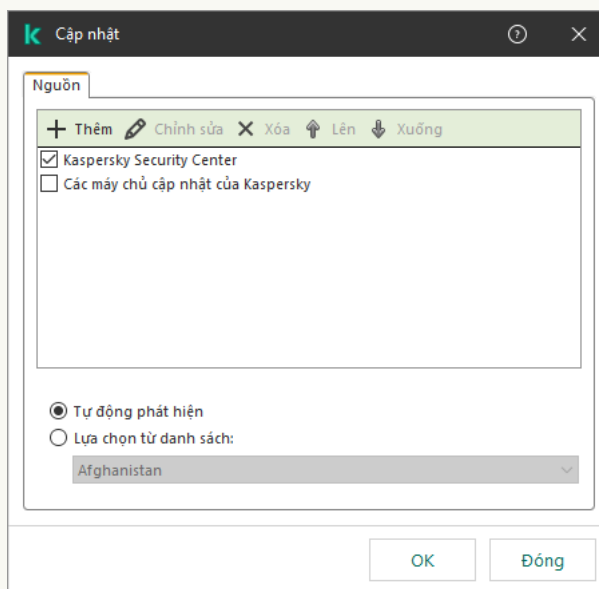 Cập nhật
Nguồn
Thêm Chỉnh sửa Xóa Lên Xuống
Kaspersky Security Center
Các máy chủ cập nhật của Kaspersky
Tự động phát hiện
Lựa chọn từ danh sách:
Afghanistan
OK Đóng